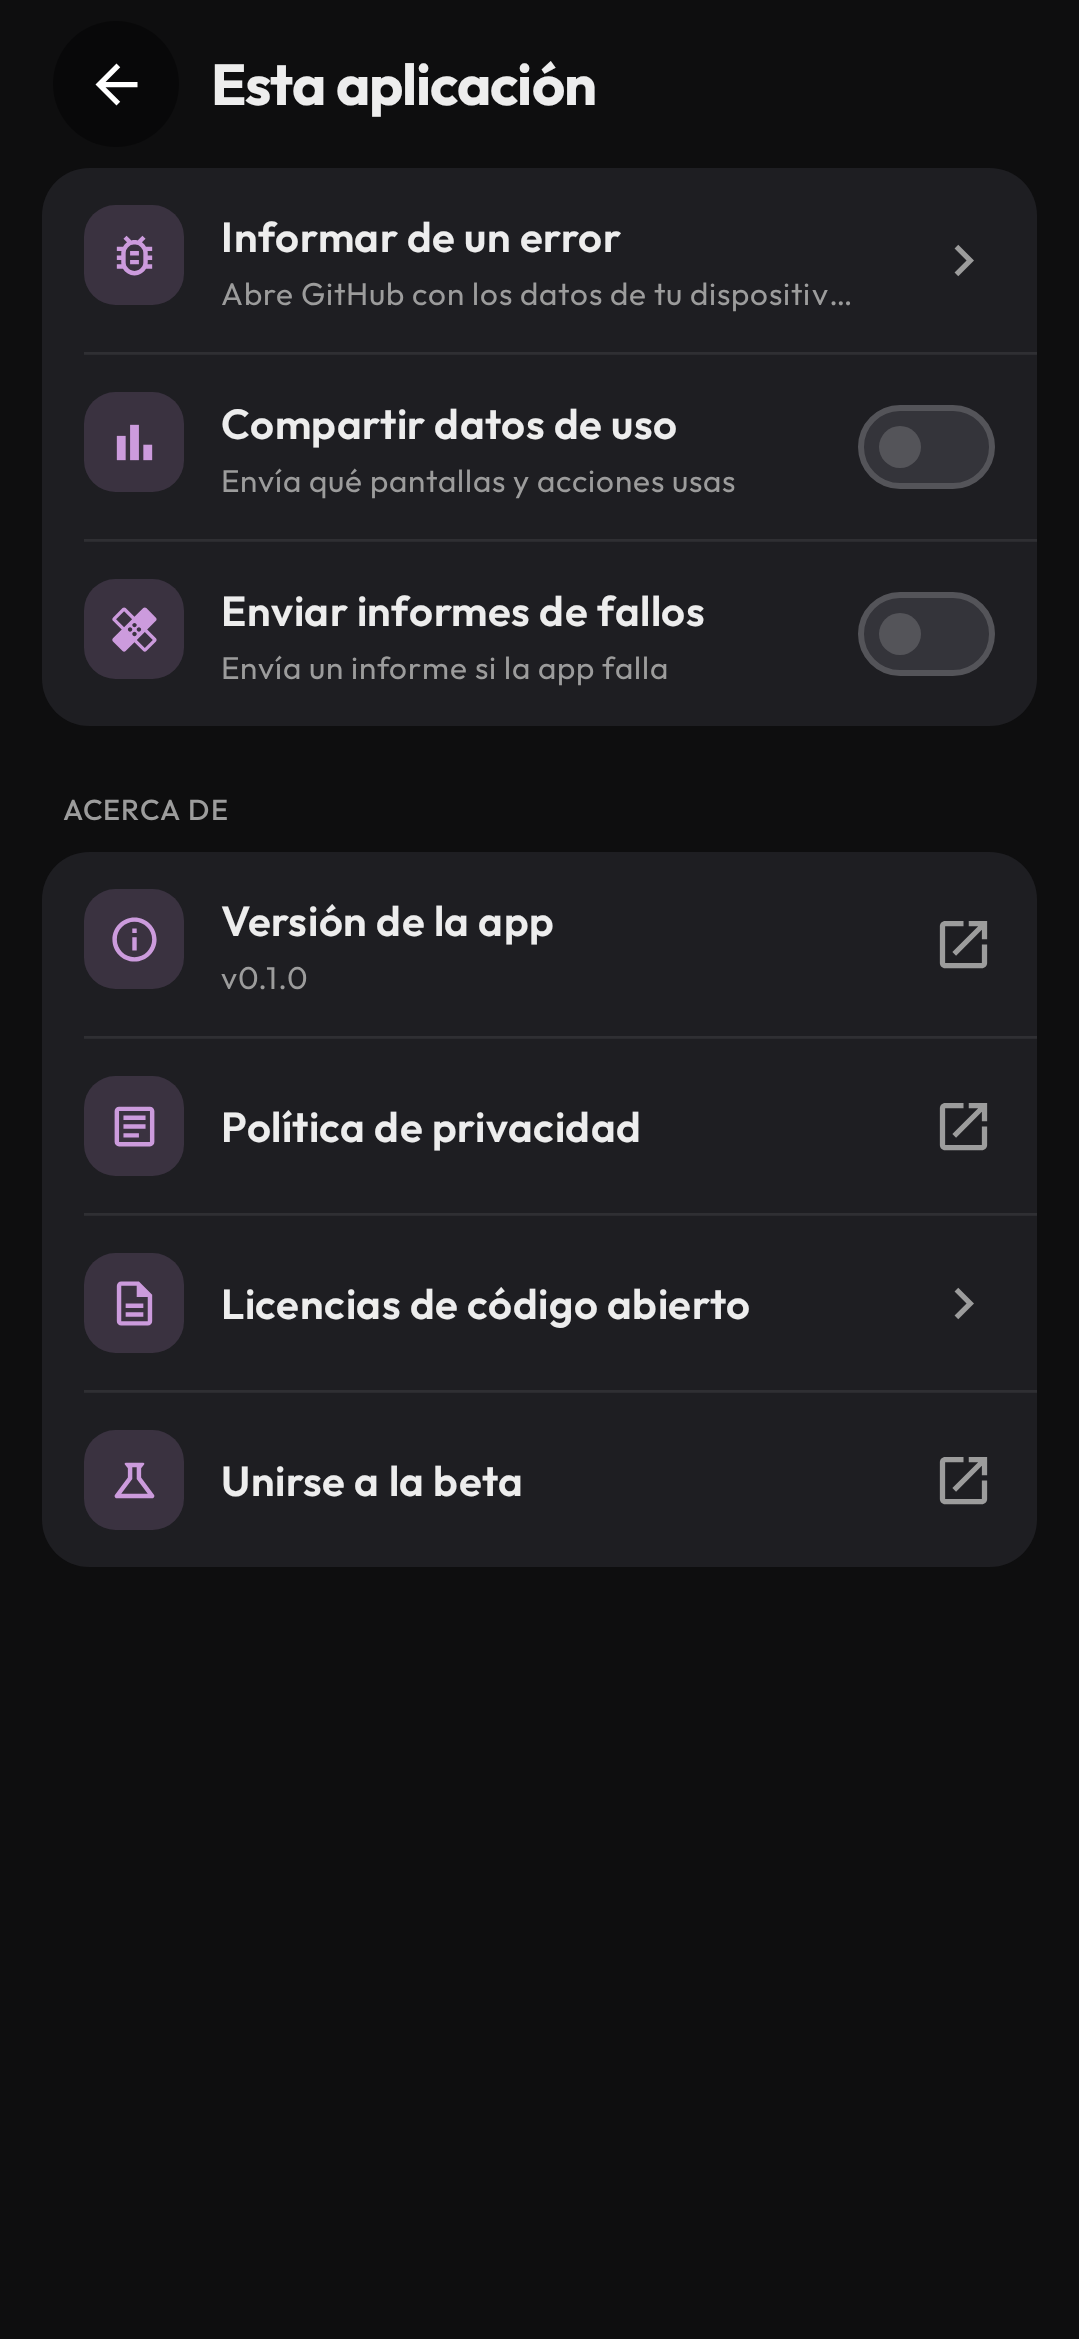 Esta aplicación
Informar de un error
Abre GitHub con los datos de tu dispositiv…
Compartir datos de uso
Envía qué pantallas y acciones usas
Enviar informes de fallos
Envía un informe si la app falla
ACERCA DE
Versión de la app
v0.1.0
Política de privacidad
Licencias de código abierto
Unirse a la beta